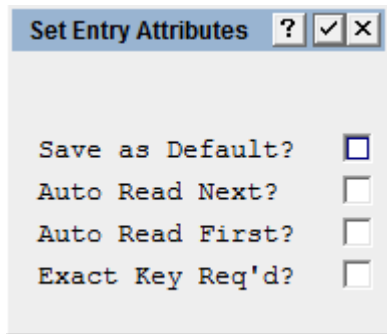 Set Entry Attributes ?
Save as Default?
Auto Read Next?
Auto Read First?
Exact Key Req'd?